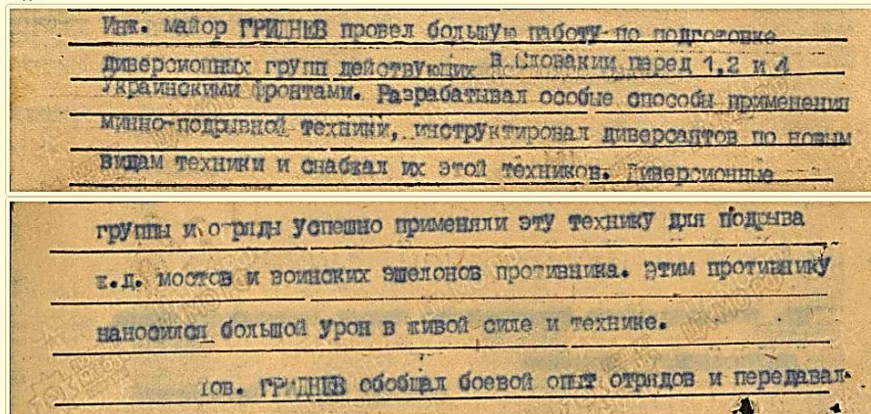 Инж. майор ГРИДНЕВ провел большую работу по подготовке
диверсионных групп действующих в Словакии перед 1,2 и 4
Украинскими фронтами. Разрабатывал особые способы применения
минно-подрывной техники, инструктировал диверсантов по новым
видам техники и снабжал их этой техников. Диверсионные
группы и отряды успешно применяли эту технику для подрыва
ж.д. мостов и воинских эшелонов противника. Этим противнику
наносился большой урон в живой силе и технике.
тов. ГРИДНЕВ обобщал боевой опыт отрядов и передавал